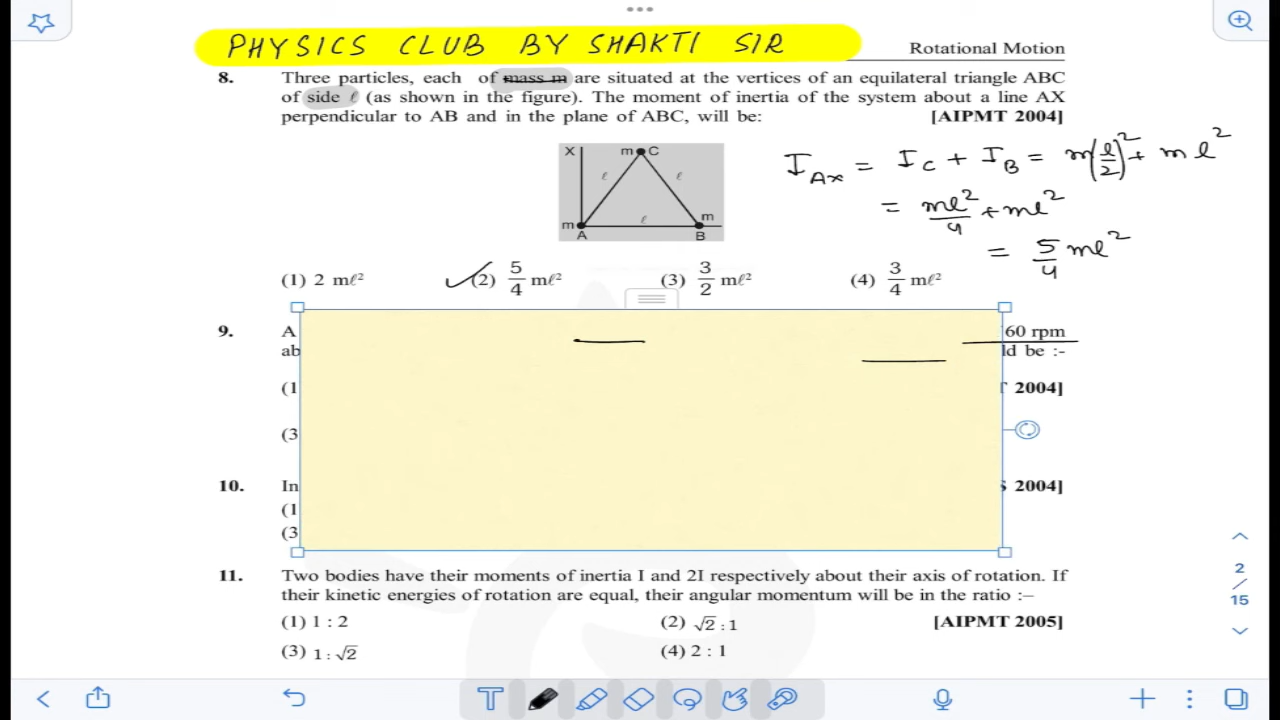 PHYSICS CLUB BY SHAKTI SIR
Rotational Motion
8. Three particles, each of mass m are situated at the vertices of an equilateral triangle ABC
of side ℓ (as shown in the figure). The moment of inertia of the system about a line AX
perpendicular to AB and in the plane of ABC, will be: [AIPMT 2004]
X m C
ℓ ℓ
m ℓ m
A B
I_AX = I_C + I_B = m(ℓ/2)² + mℓ²
= mℓ²/4 + mℓ²
= 5/4 mℓ²
(1) 2 mℓ² (2) 5/4 mℓ² (3) 3/2 mℓ² (4) 3/4 mℓ²
9. A 60 rpm
ab ld be :-
(1 2004]
(3
10. In 2004]
(1
(3
11. Two bodies have their moments of inertia I and 2I respectively about their axis of rotation. If
their kinetic energies of rotation are equal, their angular momentum will be in the ratio :–
(1) 1 : 2 (2) √2 : 1 [AIPMT 2005]
(3) 1 : √2 (4) 2 : 1
2
/
15
T